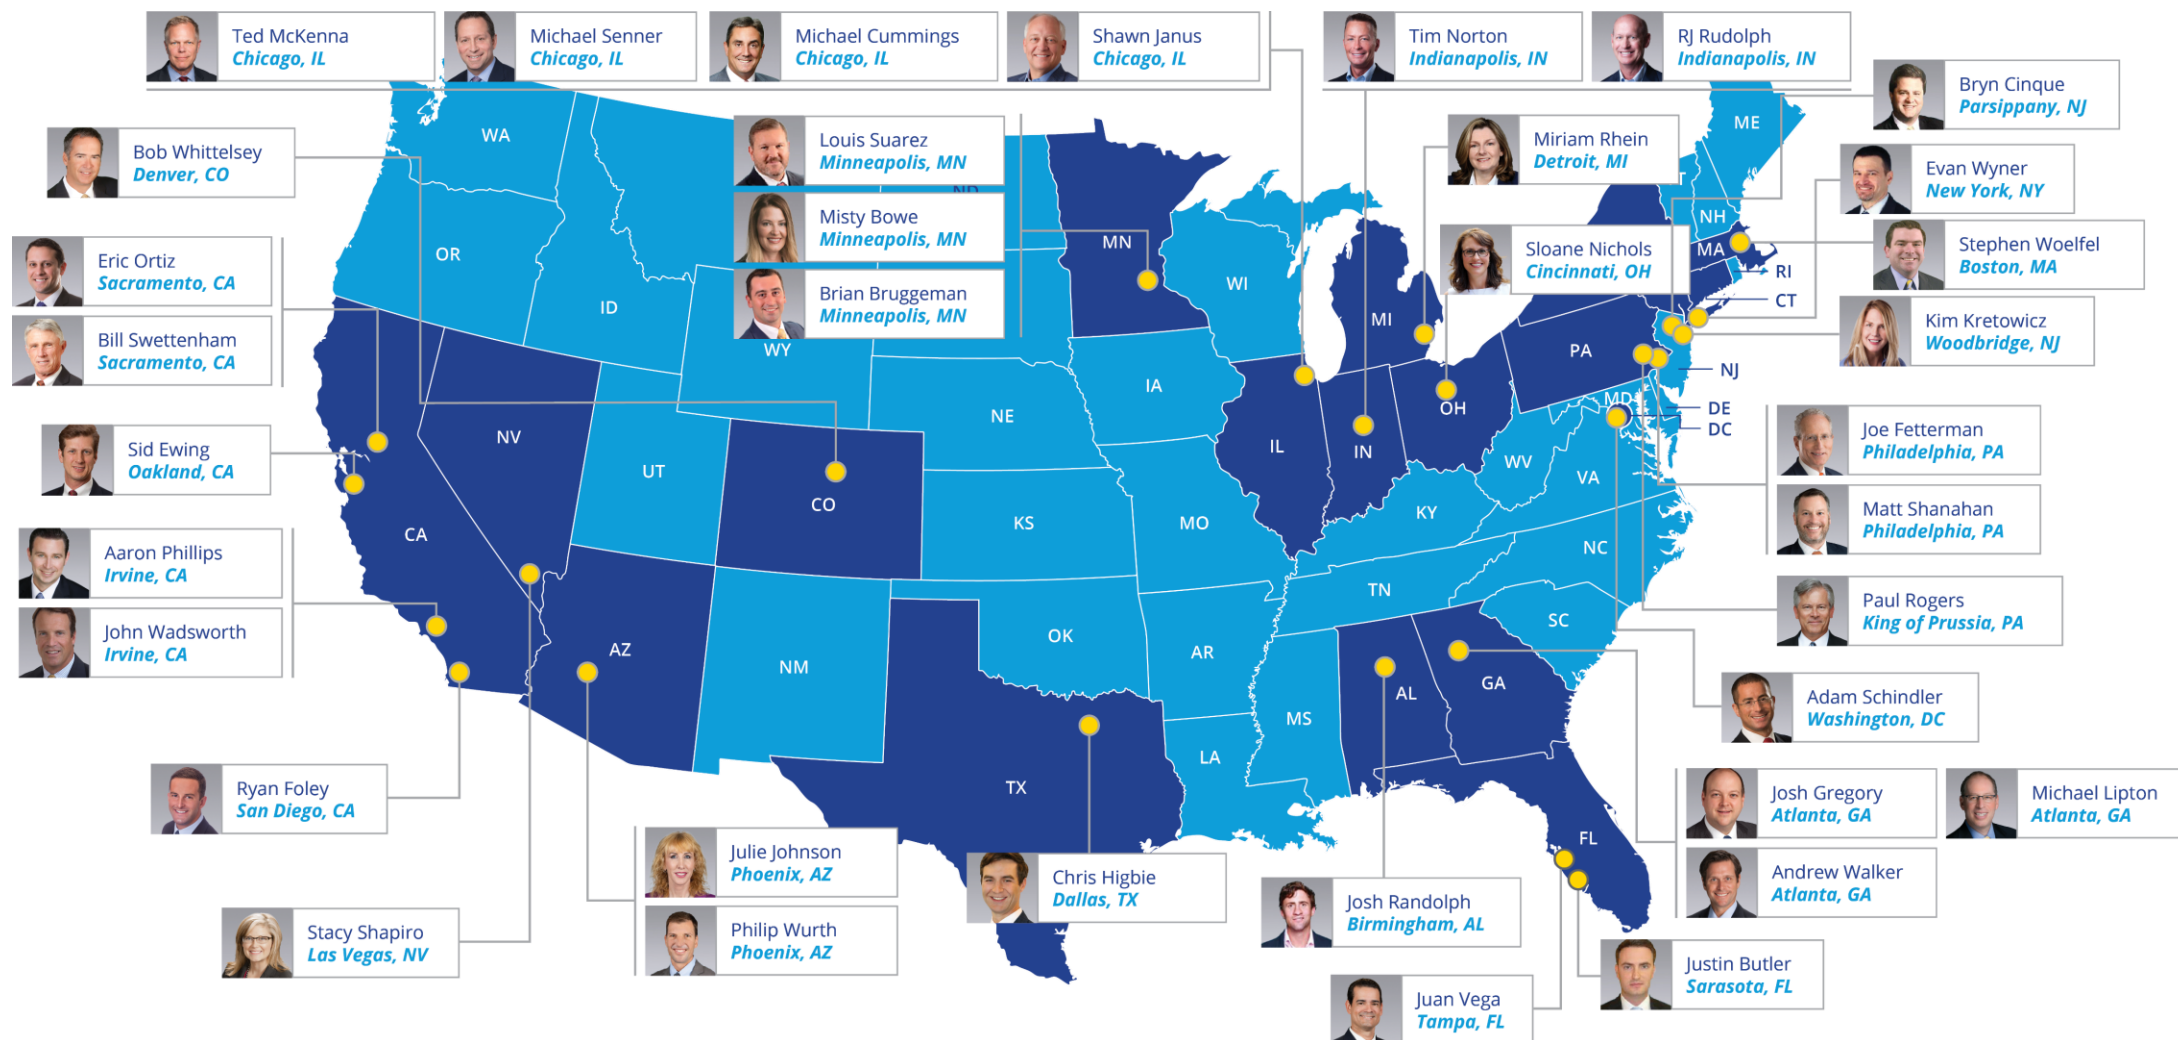 Ted McKenna
Chicago, IL
Michael Senner
Chicago, IL
Michael Cummings
Chicago, IL
Shawn Janus
Chicago, IL
Tim Norton
Indianapolis, IN
RJ Rudolph
Indianapolis, IN
Bryn Cinque
Parsippany, NJ
Bob Whittelsey
Denver, CO
Louis Suarez
Minneapolis, MN
Miriam Rhein
Detroit, MI
Evan Wyner
New York, NY
Misty Bowe
Minneapolis, MN
Eric Ortiz
Sacramento, CA
Sloane Nichols
Cincinnati, OH
Stephen Woelfel
Boston, MA
Brian Bruggeman
Minneapolis, MN
Bill Swettenham
Sacramento, CA
Kim Kretowicz
Woodbridge, NJ
Sid Ewing
Oakland, CA
Joe Fetterman
Philadelphia, PA
Matt Shanahan
Philadelphia, PA
Aaron Phillips
Irvine, CA
John Wadsworth
Irvine, CA
Paul Rogers
King of Prussia, PA
Adam Schindler
Washington, DC
Ryan Foley
San Diego, CA
Josh Gregory
Atlanta, GA
Michael Lipton
Atlanta, GA
Julie Johnson
Phoenix, AZ
Chris Higbie
Dallas, TX
Andrew Walker
Atlanta, GA
Josh Randolph
Birmingham, AL
Stacy Shapiro
Las Vegas, NV
Philip Wurth
Phoenix, AZ
Justin Butler
Sarasota, FL
Juan Vega
Tampa, FL
WA
ME
ND
NH
MN
MA
OR
RI
WI
CT
ID
MI
WY
PA
NJ
IA
MD
OH
DE
NE
DC
NV
IL
IN
WV
UT
VA
CO
KY
KS
MO
CA
NC
TN
SC
OK
AZ
AR
NM
GA
AL
MS
LA
TX
FL